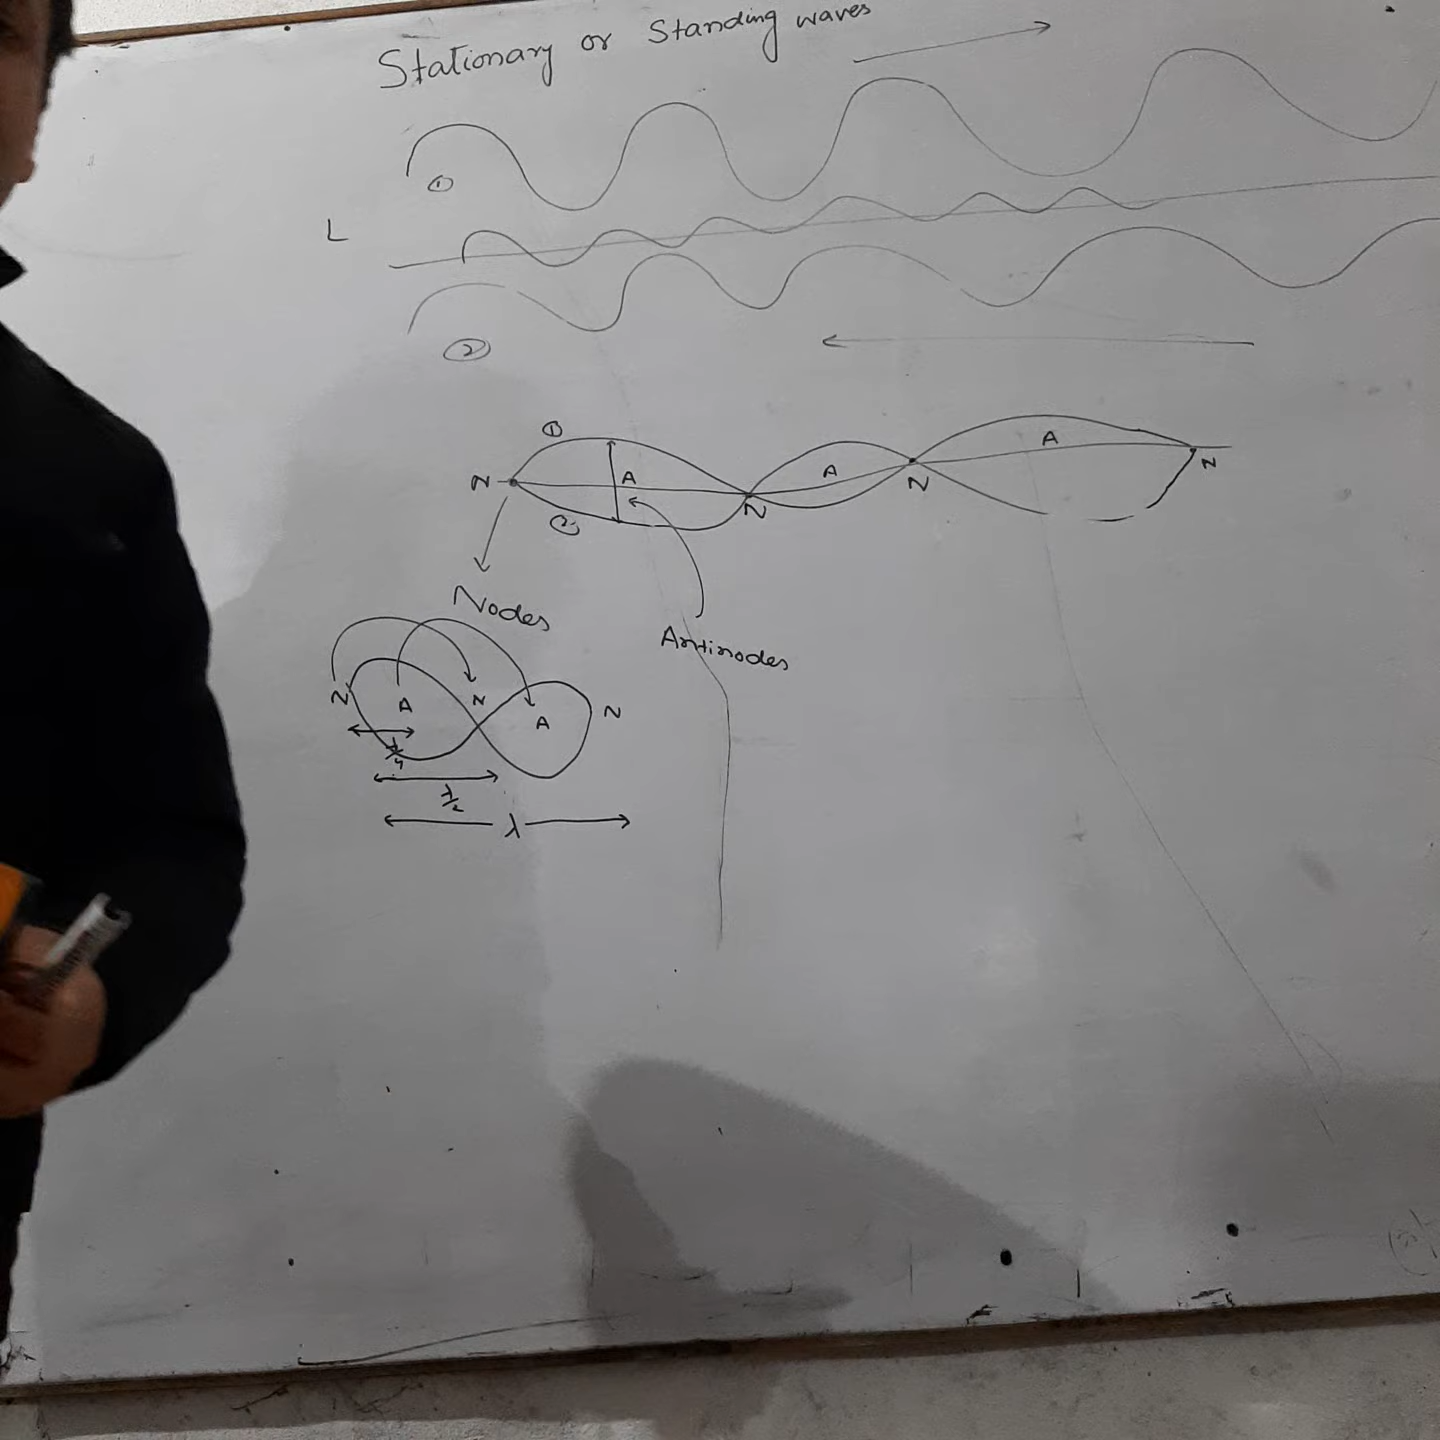 Stationary or Standing waves
①
L
②
①
N A N A N A N
②
Nodes
Antinodes
N A N A N
λ/4
λ/2
λ